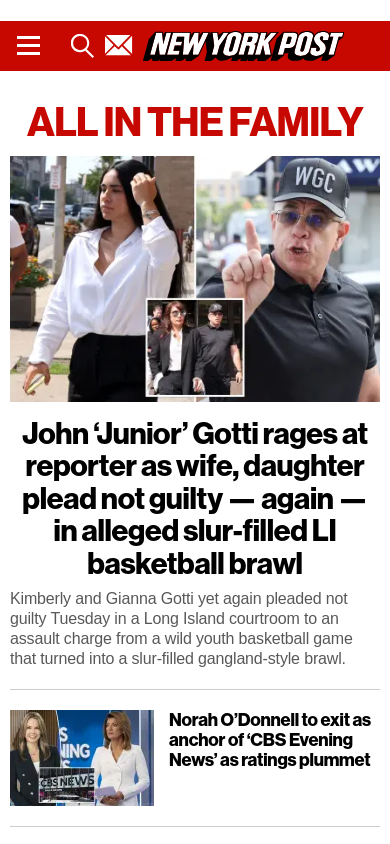 NEW YORK POST
ALL IN THE FAMILY
WGC
John ‘Junior’ Gotti rages at
reporter as wife, daughter
plead not guilty — again —
in alleged slur-filled LI
basketball brawl
Kimberly and Gianna Gotti yet again pleaded not
guilty Tuesday in a Long Island courtroom to an
assault charge from a wild youth basketball game
that turned into a slur-filled gangland-style brawl.
CBS NEWS
Norah O’Donnell to exit as
anchor of ‘CBS Evening
News’ as ratings plummet